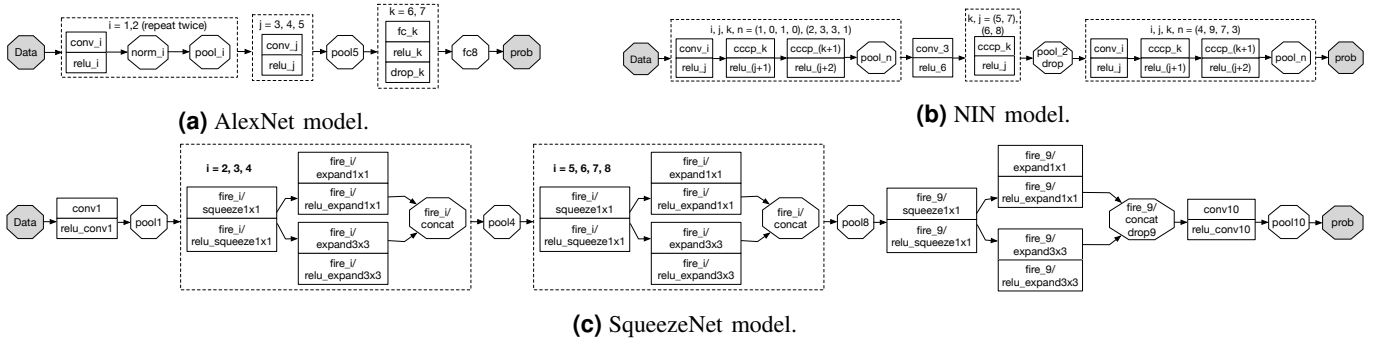 i = 1,2 (repeat twice)
Data
conv_i
relu_i
norm_i
pool_i
j = 3, 4, 5
conv_j
relu_j
pool5
k = 6, 7
fc_k
relu_k
drop_k
fc8
prob
(a) AlexNet model.
i, j, k, n = (1, 0, 1, 0), (2, 3, 3, 1)
Data
conv_i
relu_j
cccp_k
relu_(j+1)
cccp_(k+1)
relu_(j+2)
pool_n
conv_3
relu_6
k, j = (5, 7),
(6, 8)
cccp_k
relu_j
pool_2
drop
i, j, k, n = (4, 9, 7, 3)
conv_i
relu_j
cccp_k
relu_(j+1)
cccp_(k+1)
relu_(j+2)
pool_n
prob
(b) NIN model.
Data
conv1
relu_conv1
pool1
i = 2, 3, 4
fire_i/
squeeze1x1
fire_i/
relu_squeeze1x1
fire_i/
expand1x1
fire_i/
relu_expand1x1
fire_i/
expand3x3
fire_i/
relu_expand3x3
fire_i/
concat
pool4
i = 5, 6, 7, 8
fire_i/
squeeze1x1
fire_i/
relu_squeeze1x1
fire_i/
expand1x1
fire_i/
relu_expand1x1
fire_i/
expand3x3
fire_i/
relu_expand3x3
fire_i/
concat
pool8
fire_9/
squeeze1x1
fire_9/
relu_squeeze1x1
fire_9/
expand1x1
fire_9/
relu_expand1x1
fire_9/
expand3x3
fire_9/
relu_expand3x3
fire_9/
concat
drop9
conv10
relu_conv10
pool10
prob
(c) SqueezeNet model.